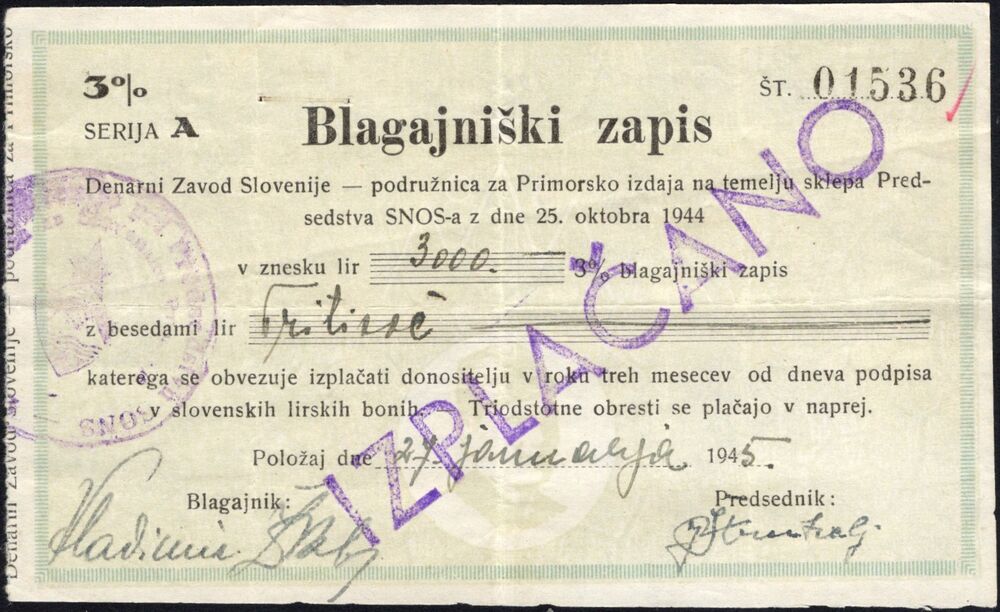 3%
ŠT. 01536
SERIJA A
Blagajniški zapis
Denarni Zavod Slovenije — podružnica za Primorsko izdaja na temelju sklepa Pred-
sedstva SNOS-a z dne 25. oktobra 1944
v znesku lir 3000. 3% blagajniški zapis
z besedami lir Tritisoč
katerega se obvezuje izplačati donositelju v roku treh mesecev od dneva podpisa
v slovenskih lirskih bonih. Triodstotne obresti se plačajo v naprej.
Položaj dne 27. januarja 1945.
Blagajnik:
Predsednik:
Vladimir
IZPLAČANO
SNOS
Denarni Zavod Slovenije — podružnica za Primorsko